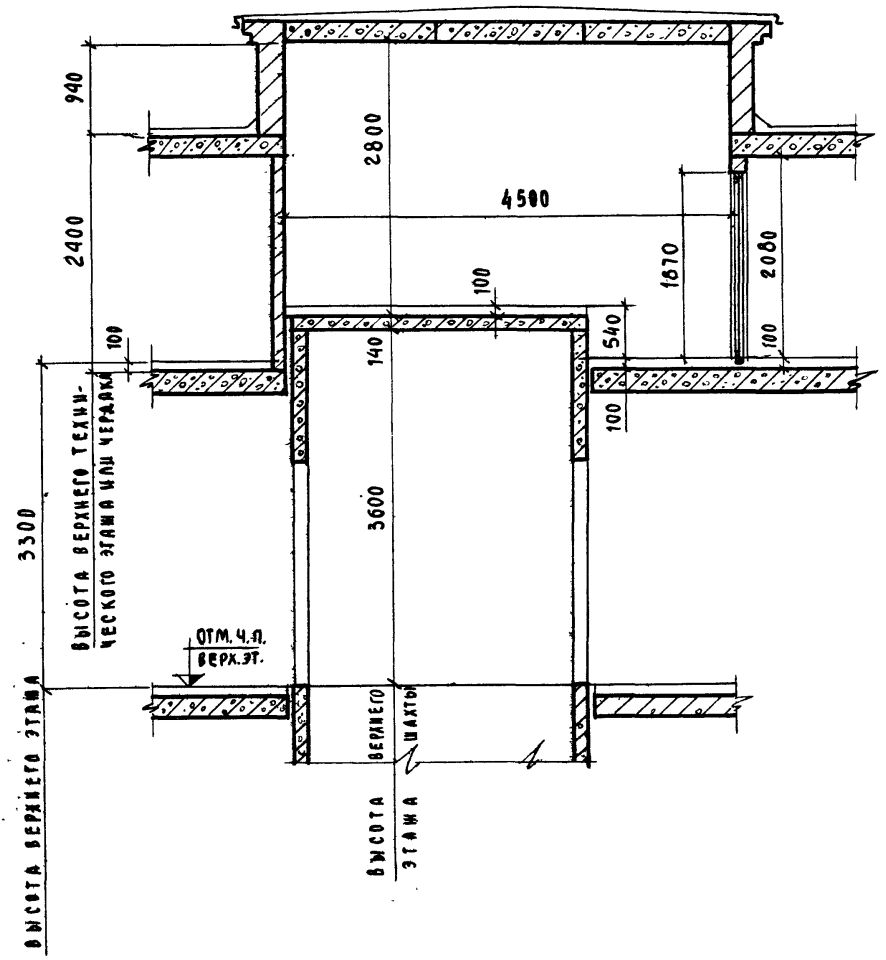 940
2800
4500
2400
1870
2080
100
540
100
100
140
100
3300
3600
ВЫСОТА ВЕРХНЕГО ТЕХНИ-
ЧЕСКОГО ЭТАЖА ИЛИ ЧЕРДАКА
ОТМ. Ч.П.
ВЕРХ. ЭТ.
ВЫСОТА ВЕРХНЕГО ЭТАЖА
ВЫСОТА ВЕРХНЕГО
ЭТАЖА ШАХТЫ